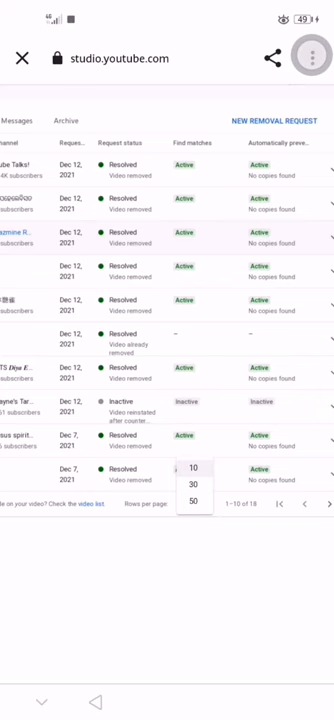 4G 49
studio.youtube.com
Messages Archive NEW REMOVAL REQUEST
hannel Reques... Request status Find matches Automatically preve...
ube Talks! Dec 12, Resolved Active Active
4K subscribers 2021 Video removed No copies found
Dec 12, Resolved Active Active
subscribers 2021 Video removed No copies found
azmine R... Dec 12, Resolved Active Active
subscribers 2021 Video removed No copies found
Dec 12, Resolved Active Active
2021 Video removed No copies found
Dec 12, Resolved Active Active
subscribers 2021 Video removed No copies found
Dec 12, Resolved – –
2021 Video already
removed
TS Diya E... Dec 12, Resolved Active Active
subscribers 2021 Video removed No copies found
ayne's Tar... Dec 12, Inactive Inactive Inactive
61 subscribers 2021 Video reinstated
after counter...
sus spirit... Dec 7, Resolved Active Active
6 subscribers 2021 Video removed No copies found
Dec 7, Resolved Active
2021 Video removed No copies found
10
30
50
de on your video? Check the video list. Rows per page: 1–10 of 18